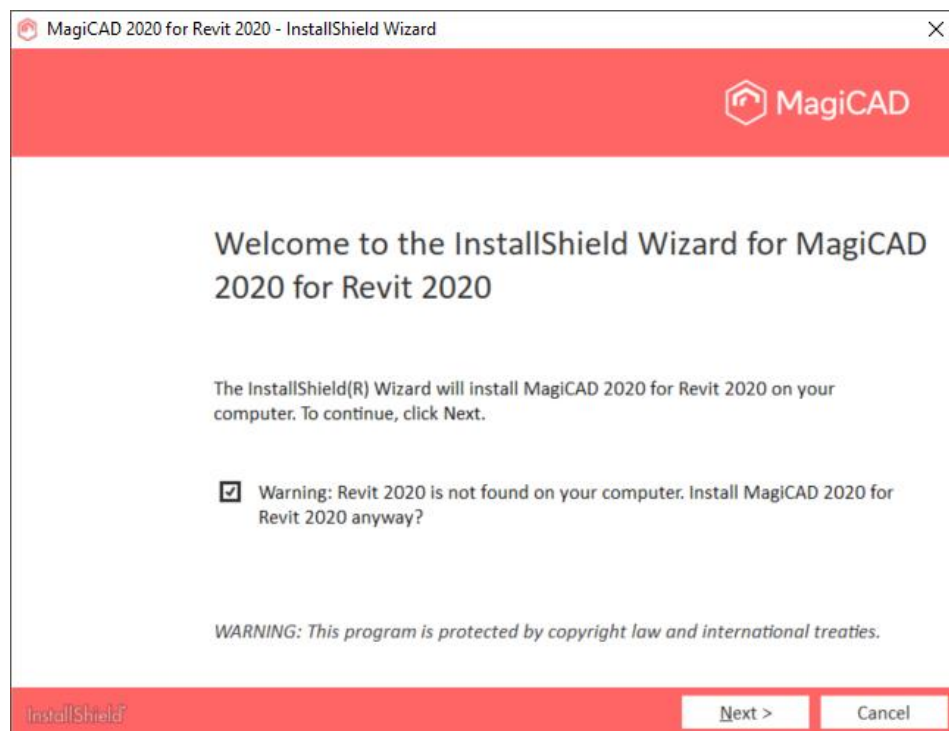 MagiCAD 2020 for Revit 2020 - InstallShield Wizard
MagiCAD
Welcome to the InstallShield Wizard for MagiCAD
2020 for Revit 2020
The InstallShield(R) Wizard will install MagiCAD 2020 for Revit 2020 on your
computer. To continue, click Next.
Warning: Revit 2020 is not found on your computer. Install MagiCAD 2020 for
Revit 2020 anyway?
WARNING: This program is protected by copyright law and international treaties.
InstallShield
Next >
Cancel